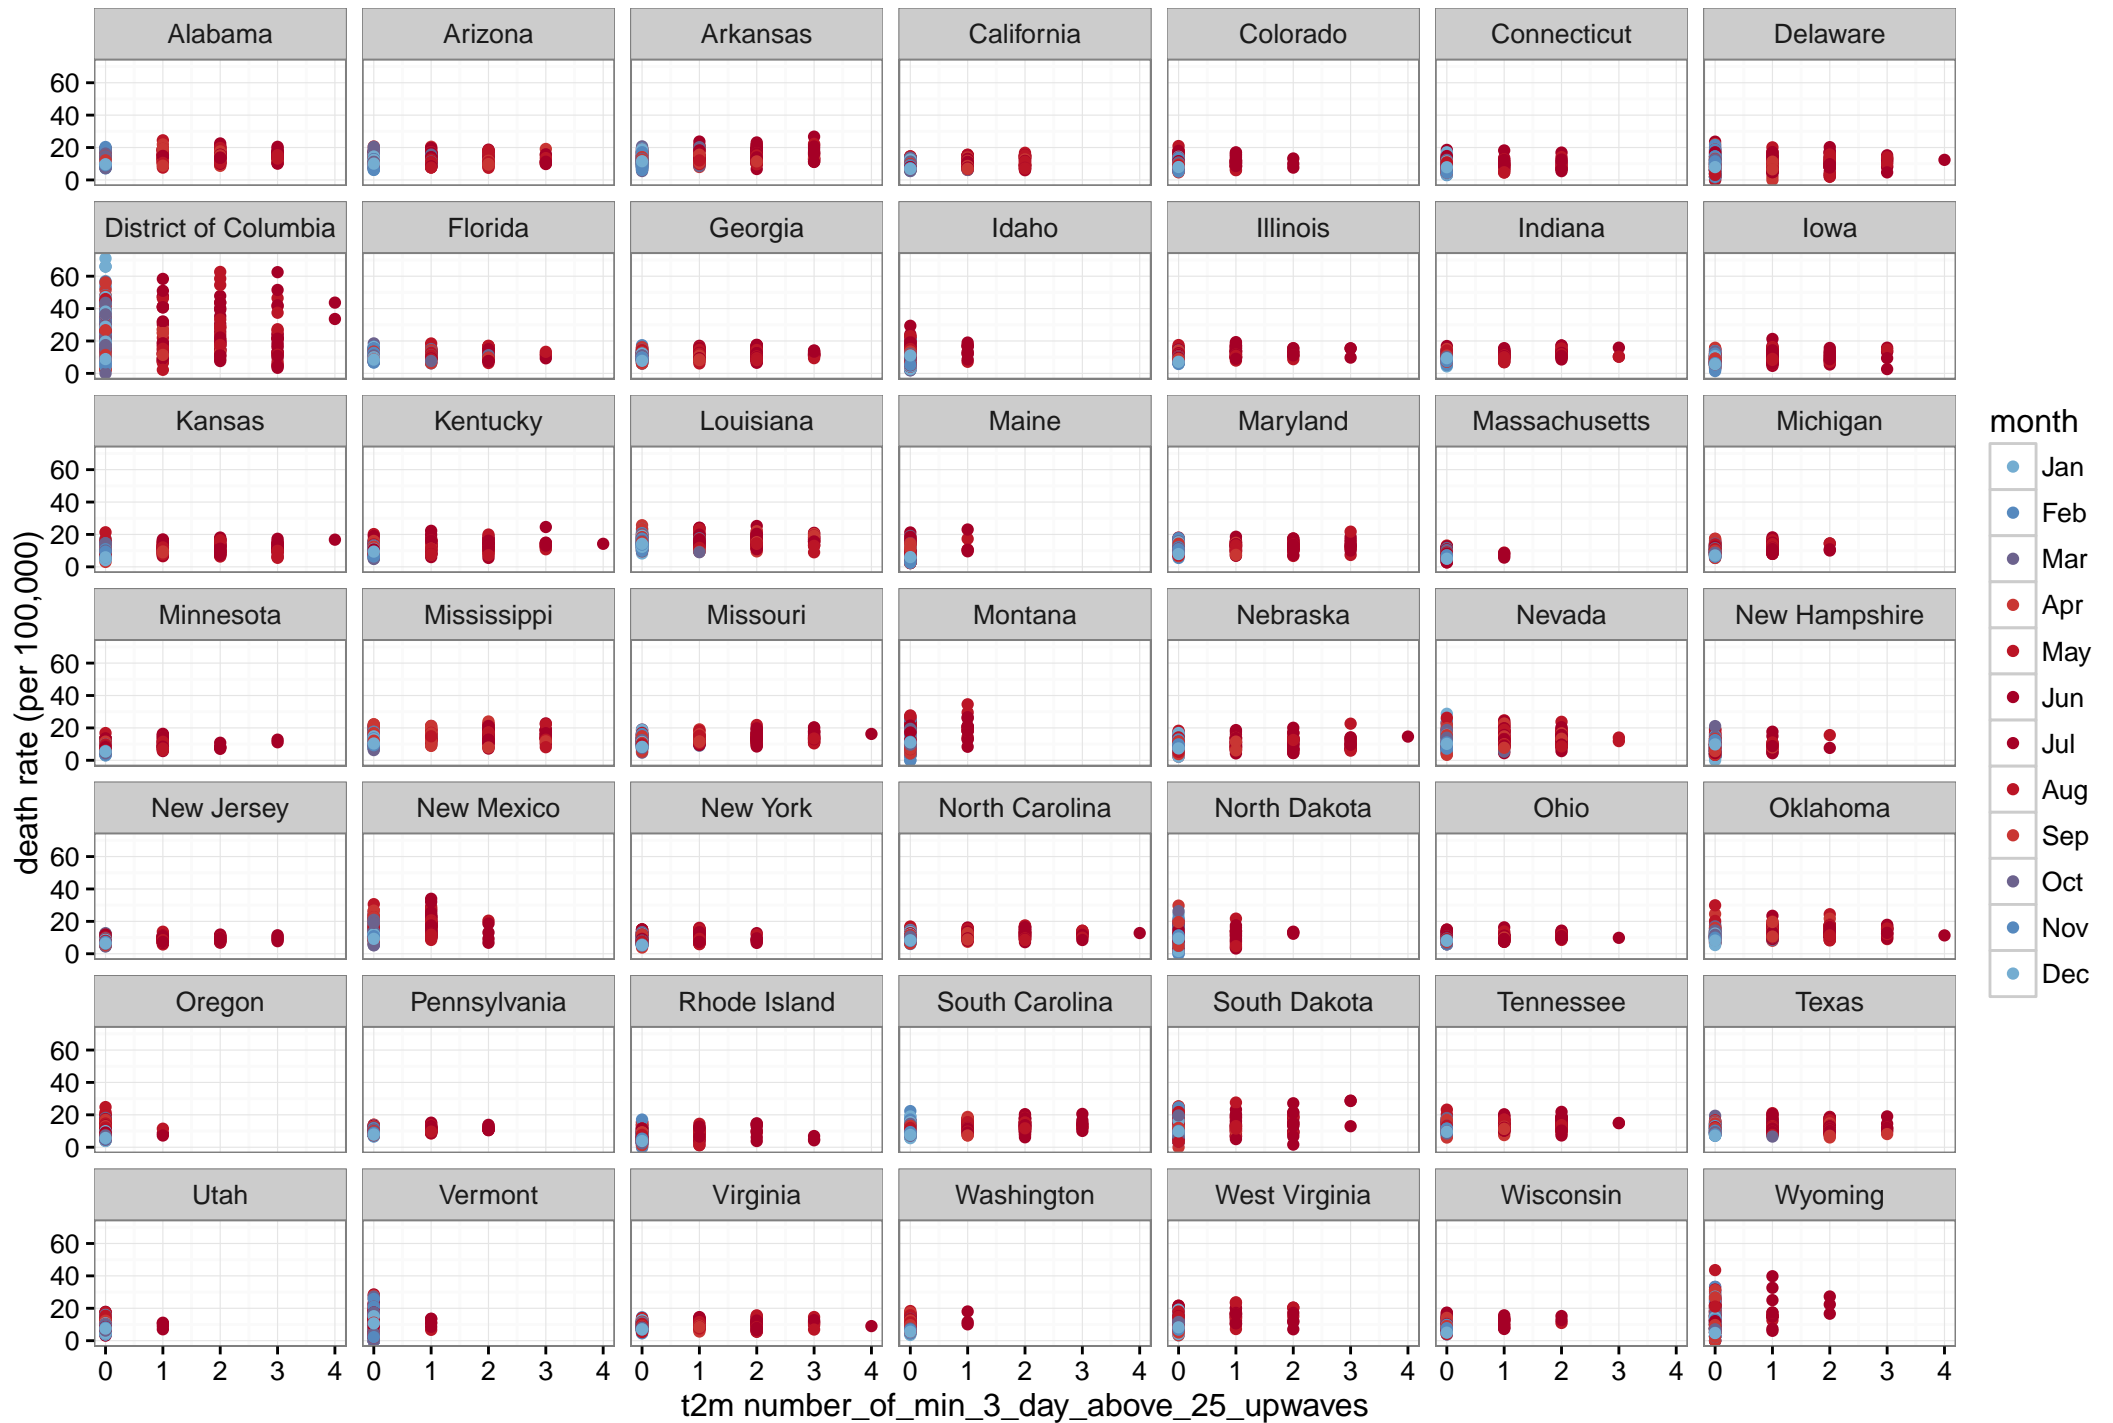 Alabama Arizona Arkansas California Colorado Connecticut Delaware
60
40
20
0
District of Columbia Florida Georgia Idaho Illinois Indiana Iowa
60
40
20
0
Kansas Kentucky Louisiana Maine Maryland Massachusetts Michigan
60
40
20
0
Minnesota Mississippi Missouri Montana Nebraska Nevada New Hampshire
60
40
20
0
New Jersey New Mexico New York North Carolina North Dakota Ohio Oklahoma
60
40
20
0
Oregon Pennsylvania Rhode Island South Carolina South Dakota Tennessee Texas
60
40
20
0
Utah Vermont Virginia Washington West Virginia Wisconsin Wyoming
60
40
20
0
0 1 2 3 4 0 1 2 3 4 0 1 2 3 4 0 1 2 3 4 0 1 2 3 4 0 1 2 3 4 0 1 2 3 4
t2m number_of_min_3_day_above_25_upwaves
death rate (per 100,000)
month
Jan
Feb
Mar
Apr
May
Jun
Jul
Aug
Sep
Oct
Nov
Dec